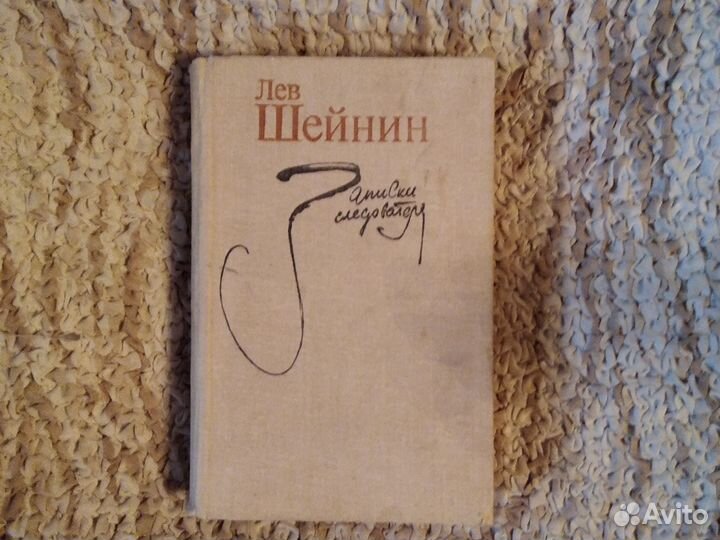 Лев
Шейнин
Записки
следователя
Avito